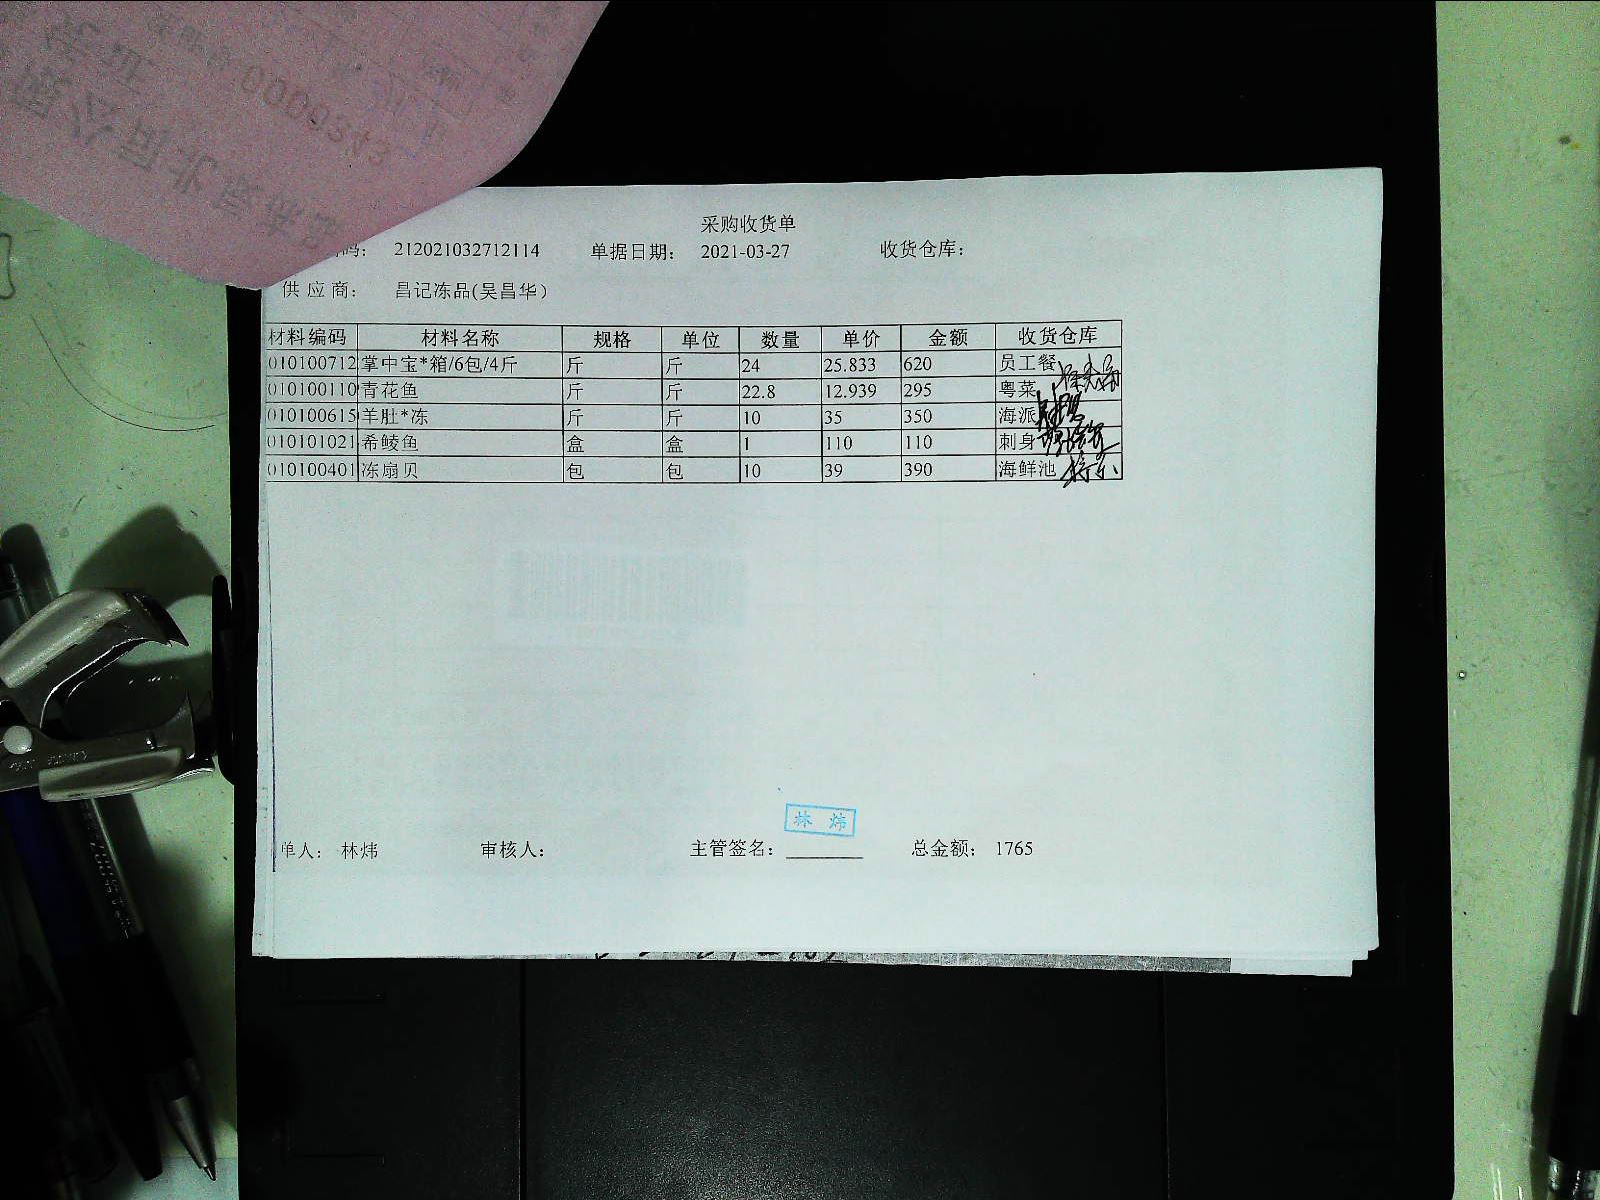 0000343
采购收货单
码： 212021032712114 单据日期： 2021-03-27 收货仓库：
供应商： 昌记冻品(吴昌华）
材料编码 材料名称 规格 单位 数量 单价 金额 收货仓库
010100712 掌中宝*箱/6包/4斤 斤 斤 24 25.833 620 员工餐
010100110 青花鱼 斤 斤 22.8 12.939 295 粤菜
010100615 羊肚*冻 斤 斤 10 35 350 海派
010101021 希鲮鱼 盒 盒 1 110 110 刺身
010100401 冻扇贝 包 包 10 39 390 海鲜池
林 炜
单人： 林炜 审核人： 主管签名： 总金额； 1765